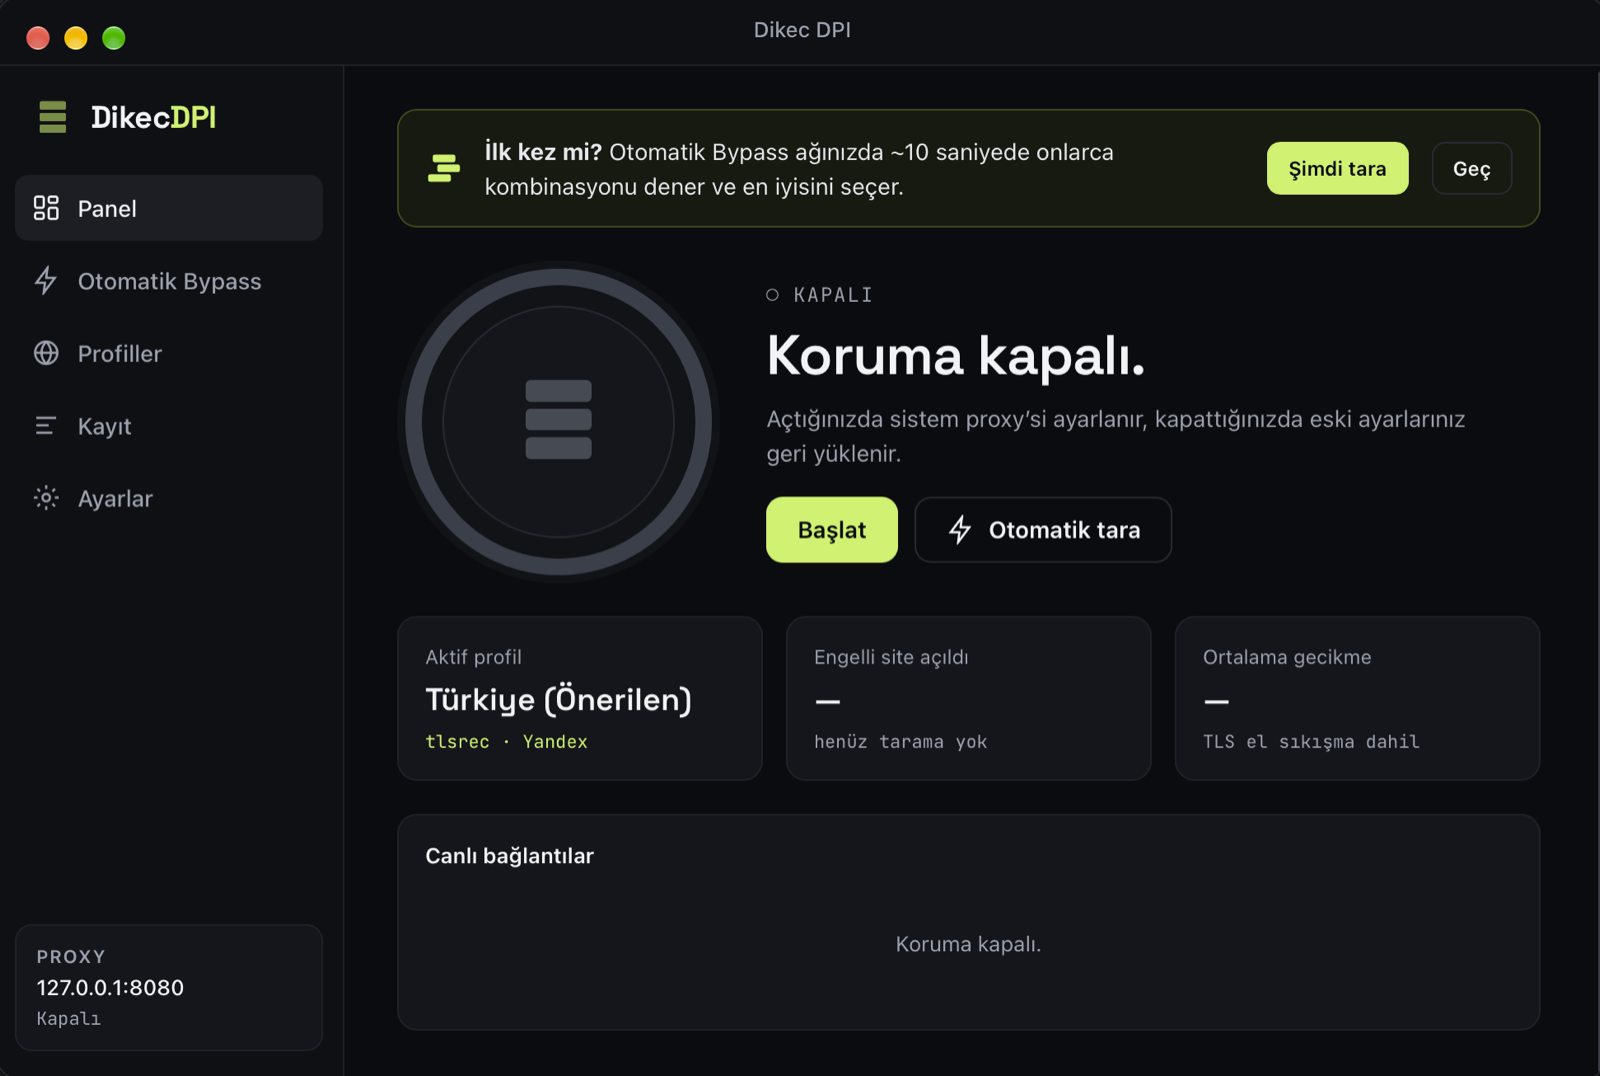 Dikec DPI
DikecDPI
Panel
Otomatik Bypass
Profiller
Kayıt
Ayarlar
PROXY
127.0.0.1:8080
Kapalı
İlk kez mi? Otomatik Bypass ağınızda ~10 saniyede onlarca
kombinasyonu dener ve en iyisini seçer.
Şimdi tara
Geç
KAPALI
Koruma kapalı.
Açtığınızda sistem proxy’si ayarlanır, kapattığınızda eski ayarlarınız
geri yüklenir.
Başlat
Otomatik tara
Aktif profil
Türkiye (Önerilen)
tlsrec · Yandex
Engelli site açıldı
—
henüz tarama yok
Ortalama gecikme
—
TLS el sıkışma dahil
Canlı bağlantılar
Koruma kapalı.